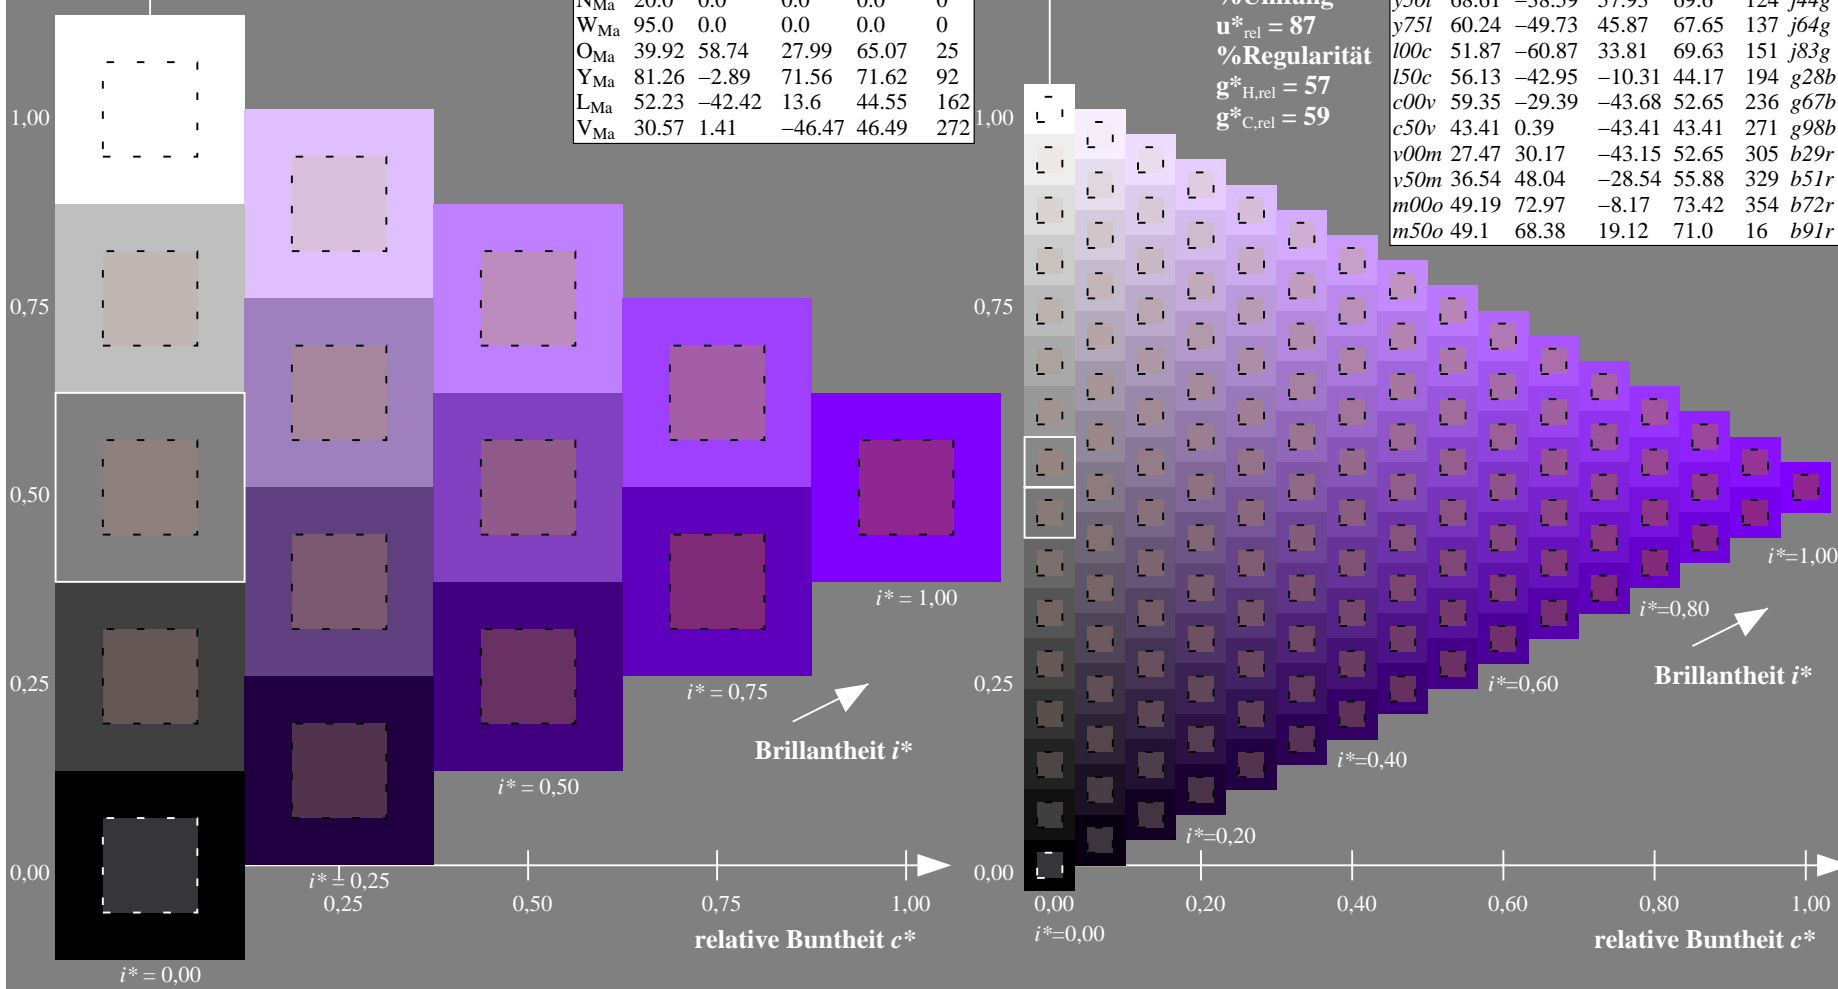 N_Ma 20.0 0.0 0.0 0.0 0
W_Ma 95.0 0.0 0.0 0.0 0
O_Ma 39.92 58.74 27.99 65.07 25
Y_Ma 81.26 −2.89 71.56 71.62 92
L_Ma 52.23 −42.42 13.6 44.55 162
V_Ma 30.57 1.41 −46.47 46.49 272
%Umfang
u*_rel = 87
%Regularität
g*_H,rel = 57
g*_C,rel = 59
y50l 68.61 −38.59 57.93 69.6 124 j44g
y75l 60.24 −49.73 45.87 67.65 137 j64g
l00c 51.87 −60.87 33.81 69.63 151 j83g
l50c 56.13 −42.95 −10.31 44.17 194 g28b
c00v 59.35 −29.39 −43.68 52.65 236 g67b
c50v 43.41 0.39 −43.41 43.41 271 g98b
v00m 27.47 30.17 −43.15 52.65 305 b29r
v50m 36.54 48.04 −28.54 55.88 329 b51r
m00o 49.19 72.97 −8.17 73.42 354 b72r
m50o 49.1 68.38 19.12 71.0 16 b91r
1,00
0,75
0,50
0,25
0,00
i* = 1,00
i* = 0,75
Brillantheit i*
i* = 0,50
i* = 0,25
0,25 0,50 0,75 1,00
relative Buntheit c*
i* = 0,00
1,00
0,75
0,50
0,25
0,00
i*=1,00
i*=0,80
Brillantheit i*
i*=0,60
i*=0,40
i*=0,20
0,00 0,20 0,40 0,60 0,80 1,00
i*=0,00
relative Buntheit c*